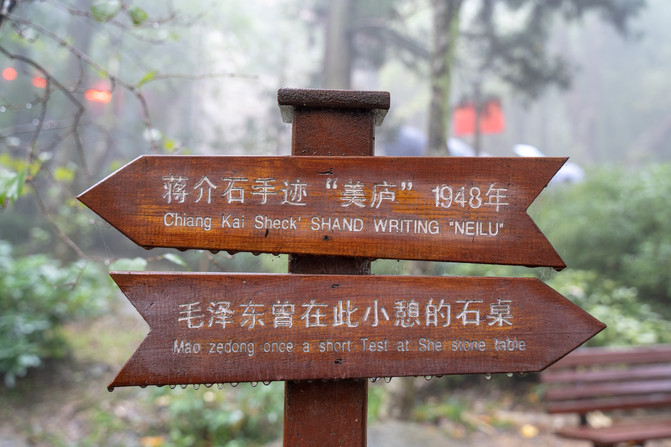 蒋介石手迹“美庐” 1948年
Chiang Kai Sheck' SHAND WRITING "NEILU"
毛泽东曾在此小憩的石桌
Mao zedong once a short Test at She stone table